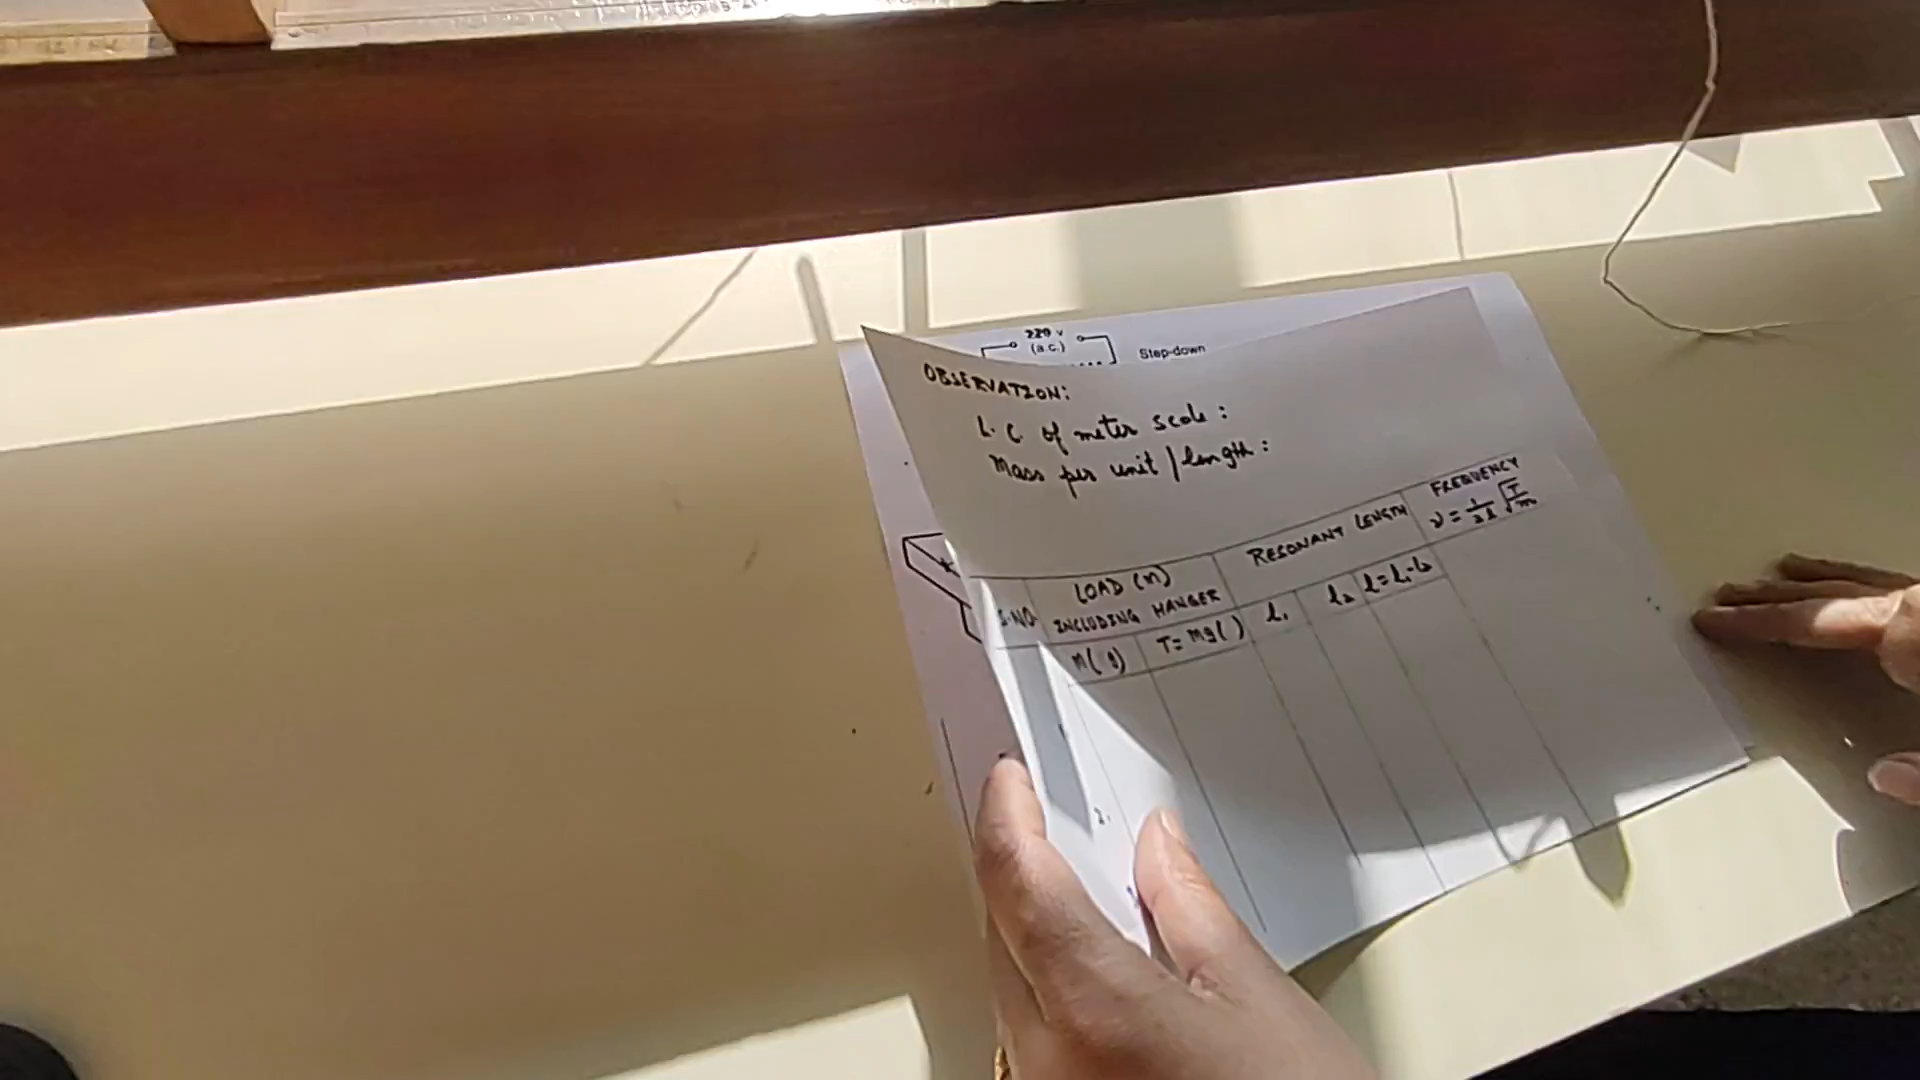 220 v
(a.c.)
Step-down
OBSERVATION:
L.C. of meter scale:
Mass per unit / length:
S.NO. LOAD (M) INCLUDING HANGER RESONANT LENGTH FREQUENCY
ν = 1/2l √T/m
M(g) T= Mg( ) l₁ l₂ l=l₁-l₂
2.